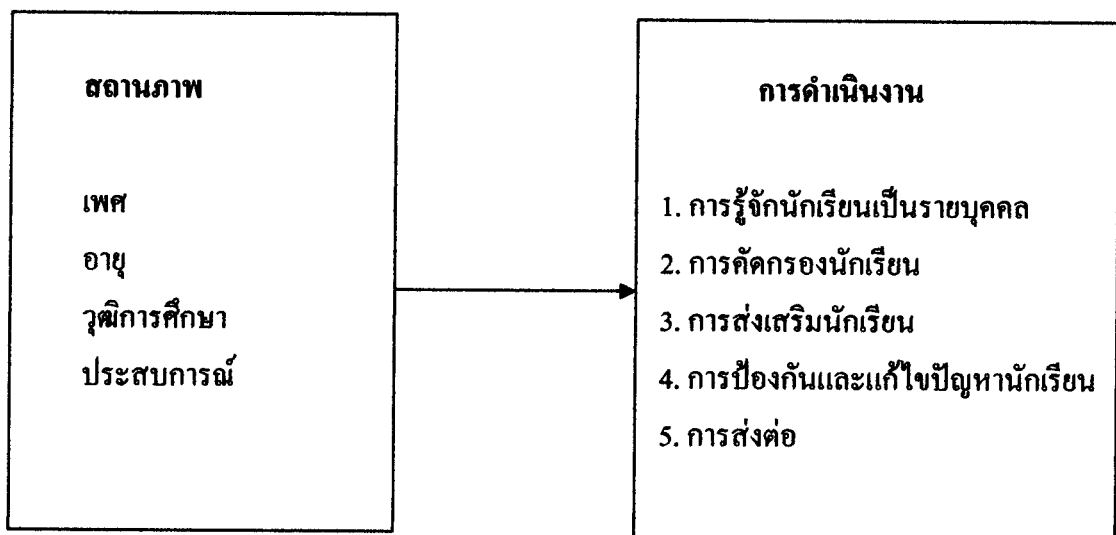 สถานภาพ
เพศ
อายุ
วุฒิการศึกษา
ประสบการณ์
การดำเนินงาน
1. การรู้จักนักเรียนเป็นรายบุคคล
2. การคัดกรองนักเรียน
3. การส่งเสริมนักเรียน
4. การป้องกันและแก้ไขปัญหานักเรียน
5. การส่งต่อ